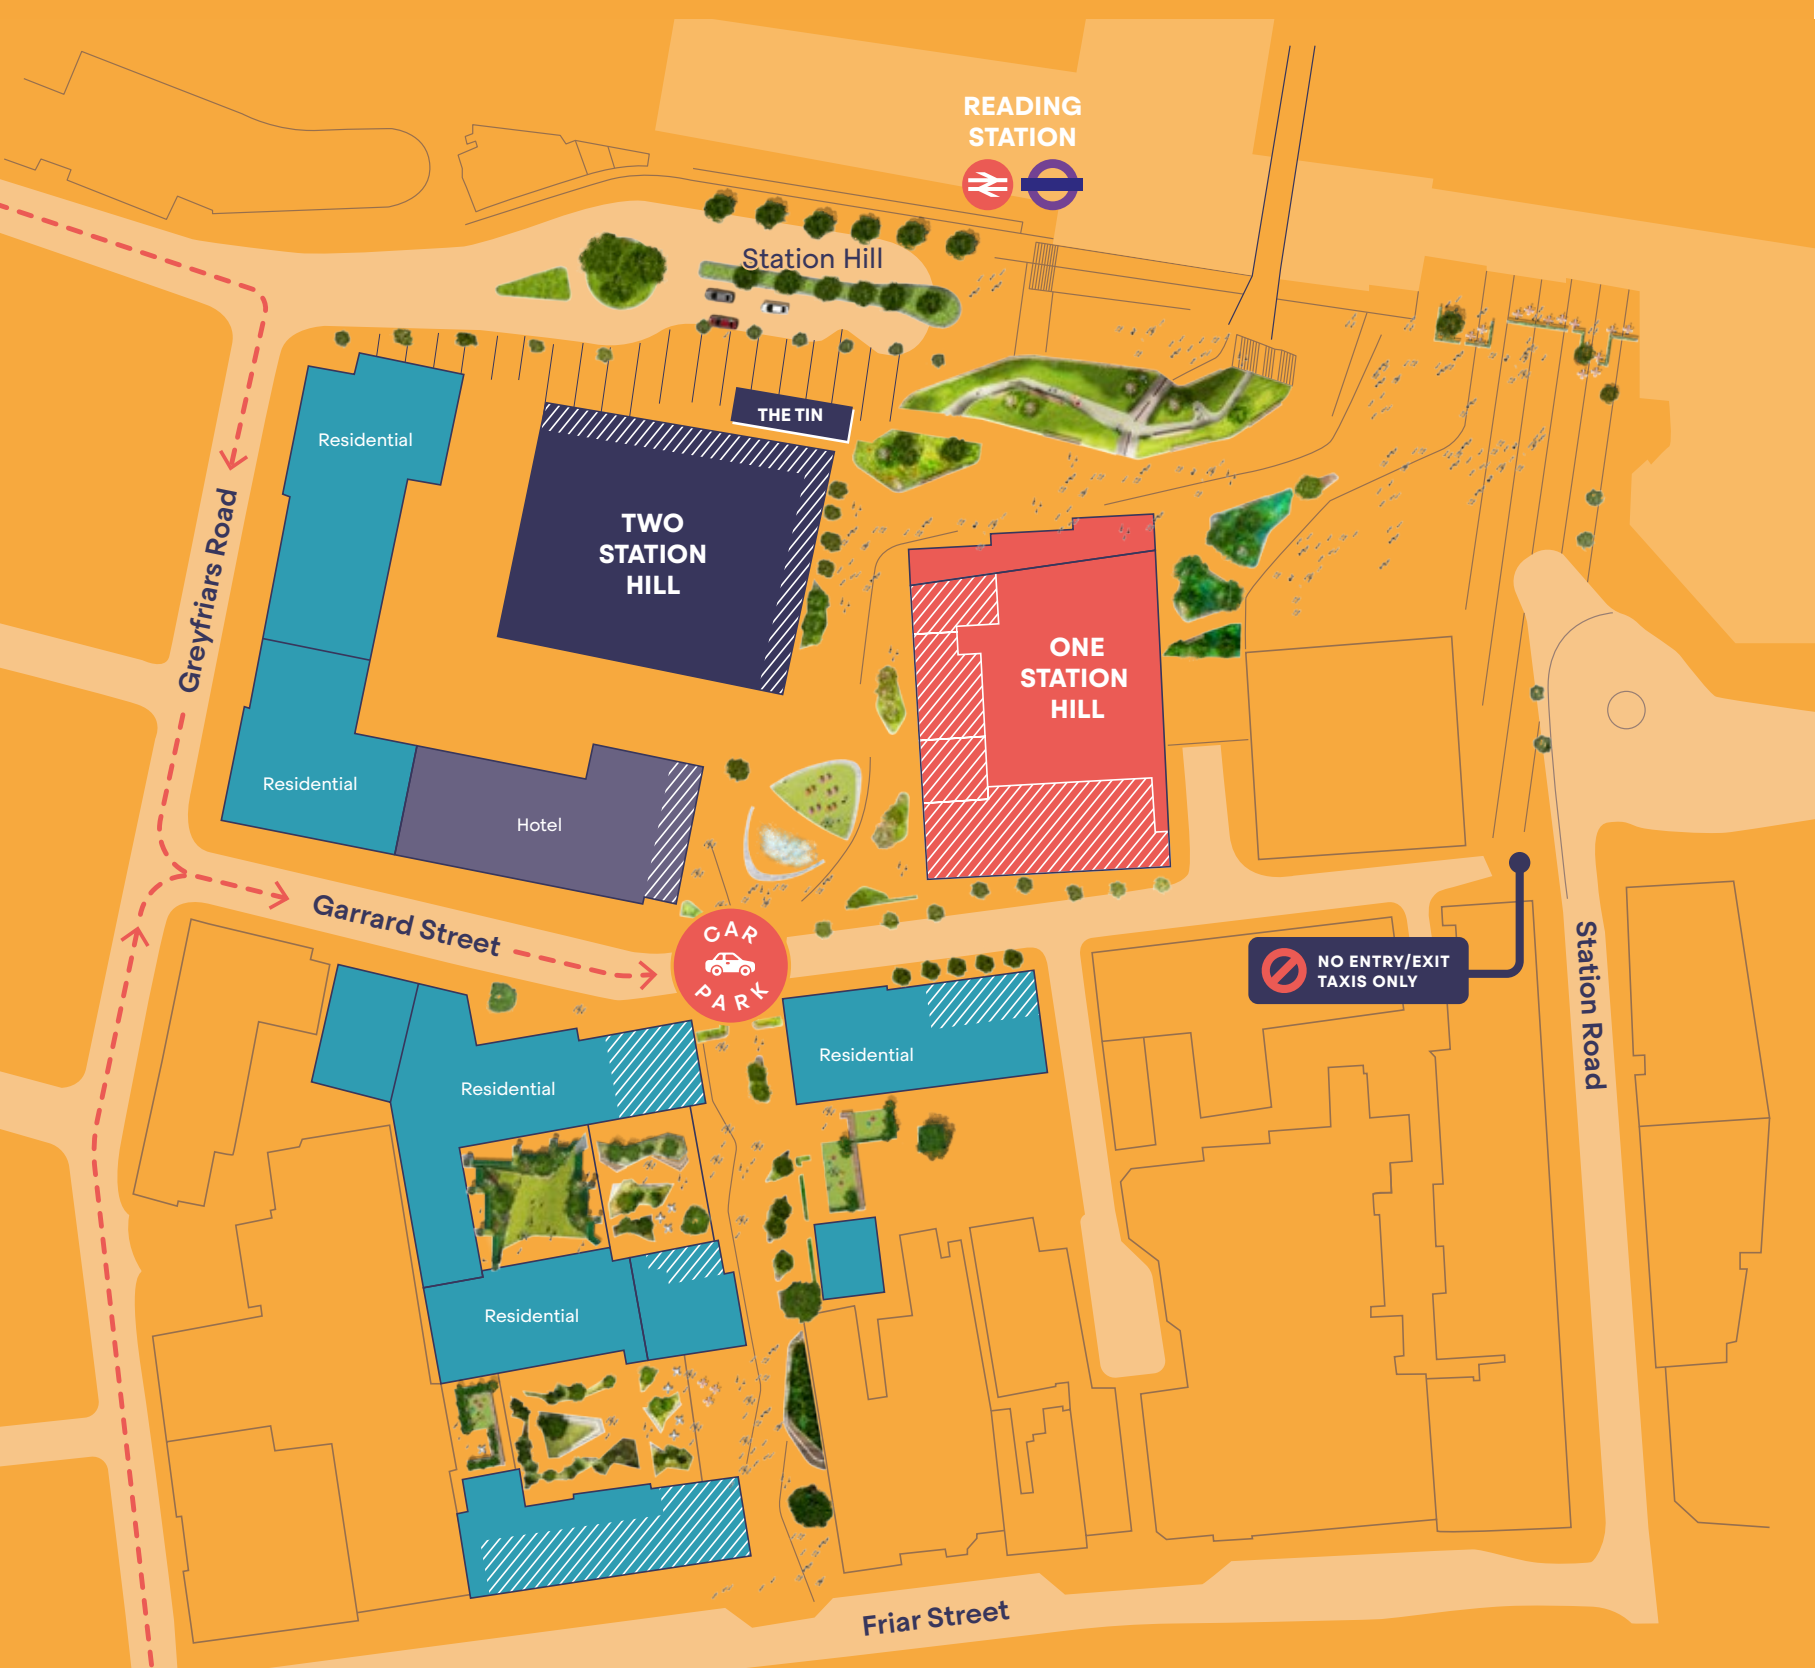 READING
STATION
Station Hill
THE TIN
Residential
TWO
STATION
HILL
Greyfriars Road
ONE
STATION
HILL
Residential
Hotel
Garrard Street
CAR
PARK
NO ENTRY/EXIT
TAXIS ONLY
Station Road
Residential
Residential
Residential
Friar Street